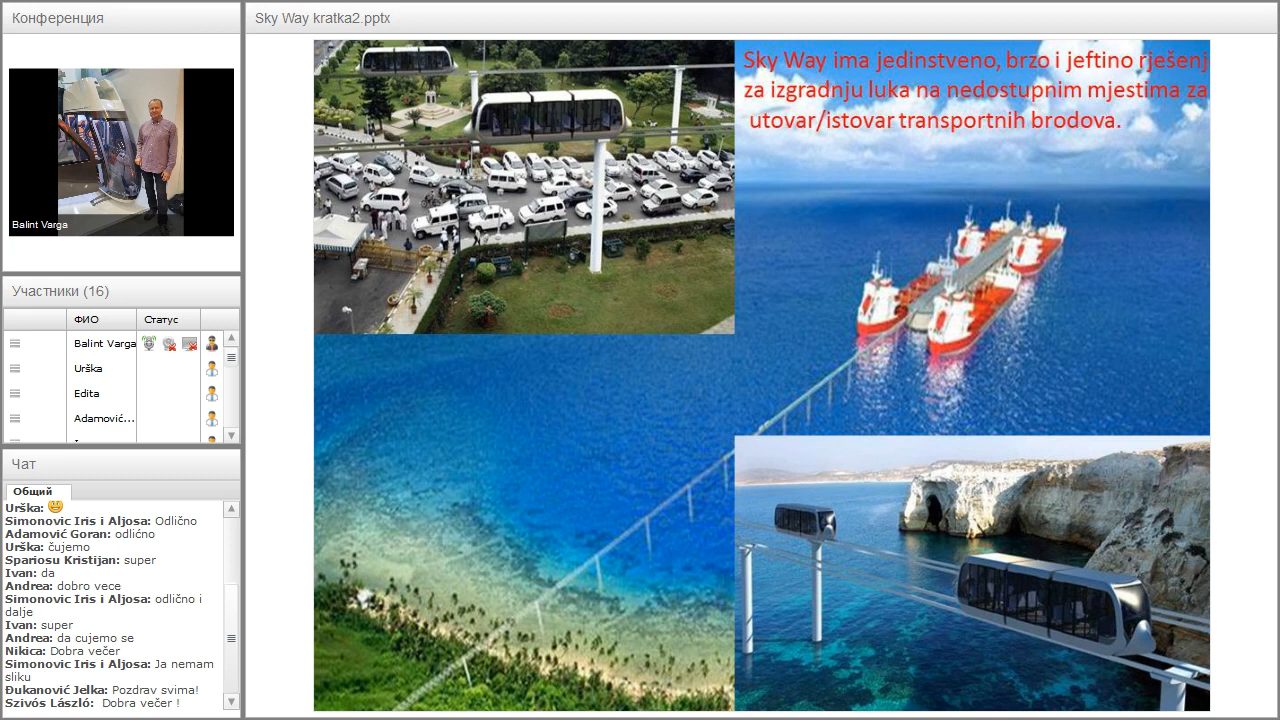 Конференция
Balint Varga
Участники (16)
ФИО
Статус
Balint Varga
Urška
Edita
Adamović...
Чат
Общий
Urška:
Simonovic Iris i Aljosa: Odlično
Adamović Goran: odlično
Urška: čujemo
Spariosu Kristijan: super
Ivan: da
Andrea: dobro vece
Simonovic Iris i Aljosa: odlično i
dalje
Ivan: super
Andrea: da cujemo se
Nikica: Dobra večer
Simonovic Iris i Aljosa: Ja nemam
sliku
Đukanović Jelka: Pozdrav svima!
Szivos Laszlo: Dobra večer !
Sky Way kratka2.pptx
Sky Way ima jedinstveno, brzo i jeftino rješenj
za izgradnju luka na nedostupnim mjestima za
utovar/istovar transportnih brodova.